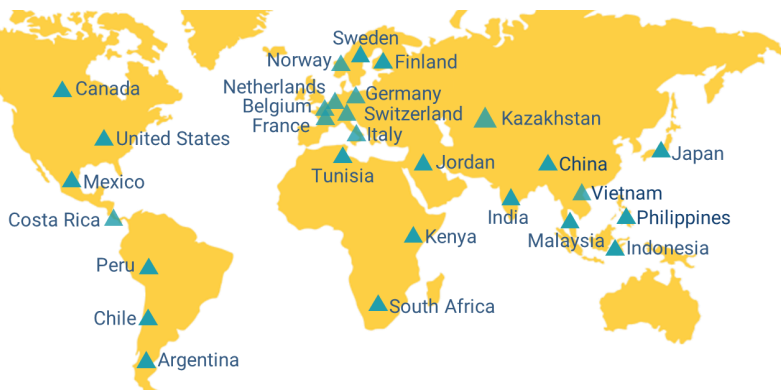 Sweden
Norway
Finland
Canada
Netherlands
Germany
Belgium
Switzerland
Kazakhstan
France
Italy
United States
Japan
Jordan
China
Tunisia
Mexico
Vietnam
India
Philippines
Costa Rica
Kenya
Malaysia
Indonesia
Peru
South Africa
Chile
Argentina